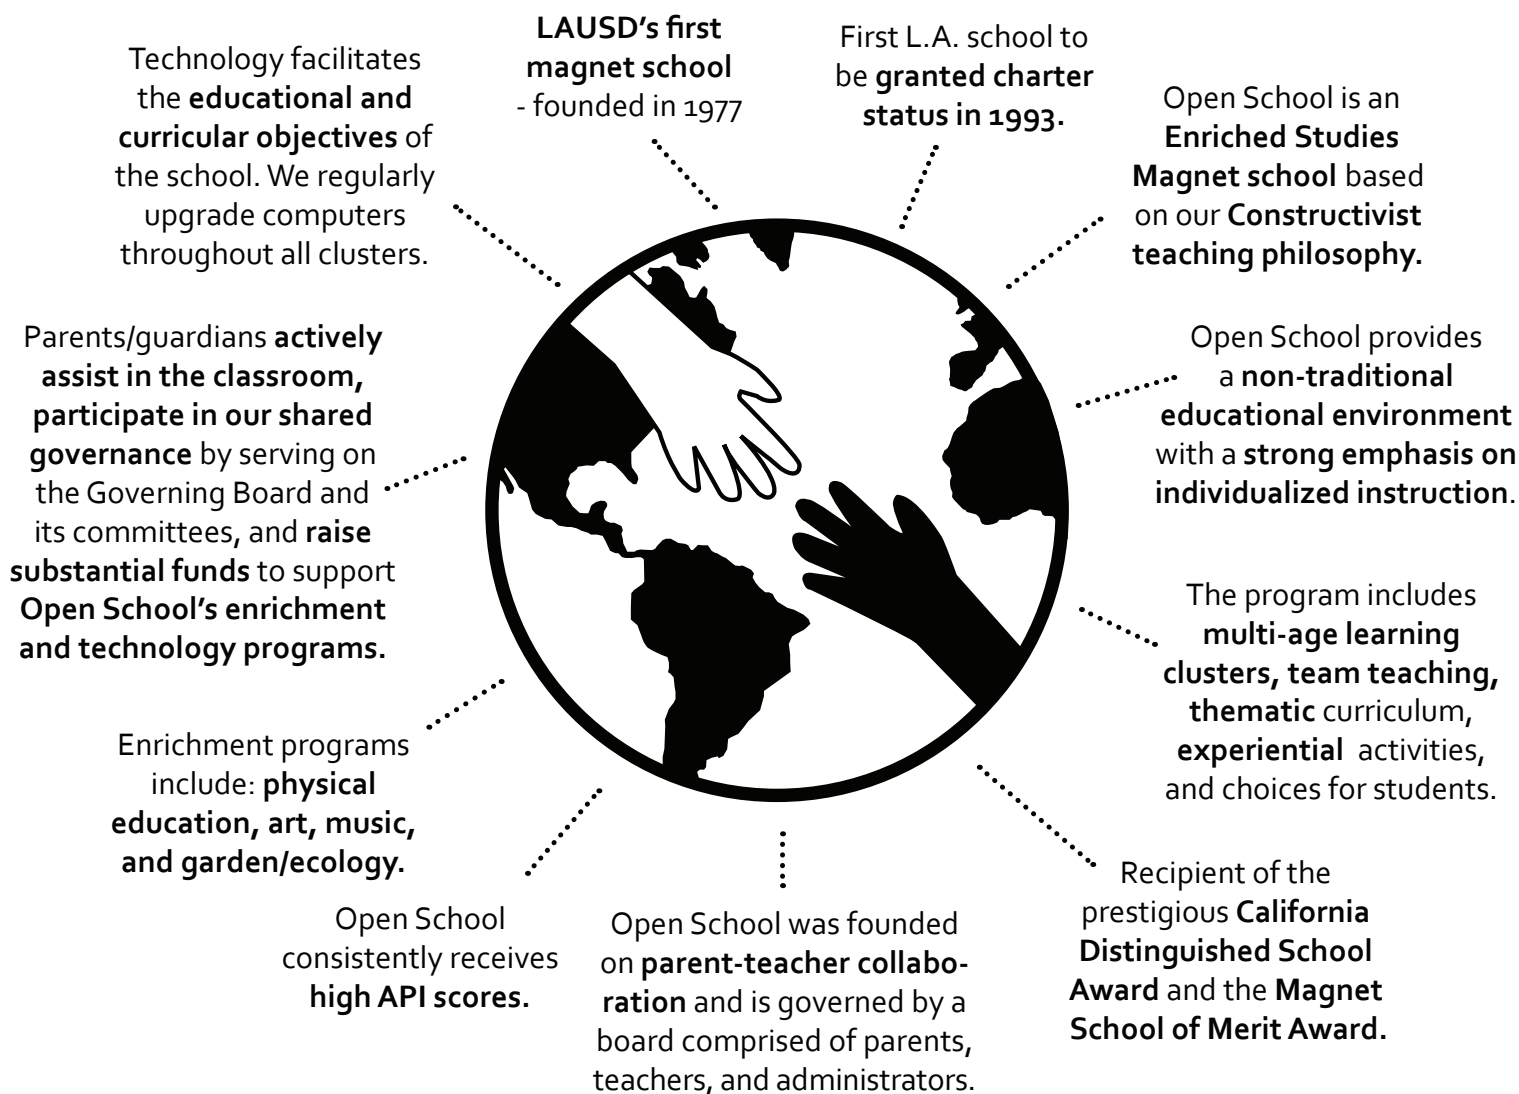 LAUSD's first
magnet school
- founded in 1977
First L.A. school to
be granted charter
status in 1993.
Open School is an
Enriched Studies
Magnet school based
on our Constructivist
teaching philosophy.
Open School provides
a non-traditional
educational environment
with a strong emphasis on
individualized instruction.
The program includes
multi-age learning
clusters, team teaching,
thematic curriculum,
experiential activities,
and choices for students.
Recipient of the
prestigious California
Distinguished School
Award and the Magnet
School of Merit Award.
Open School was founded
on parent-teacher collabo-
ration and is governed by a
board comprised of parents,
teachers, and administrators.
Open School
consistently receives
high API scores.
Enrichment programs
include: physical
education, art, music,
and garden/ecology.
Parents/guardians actively
assist in the classroom,
participate in our shared
governance by serving on
the Governing Board and
its committees, and raise
substantial funds to support
Open School's enrichment
and technology programs.
Technology facilitates
the educational and
curricular objectives of
the school. We regularly
upgrade computers
throughout all clusters.